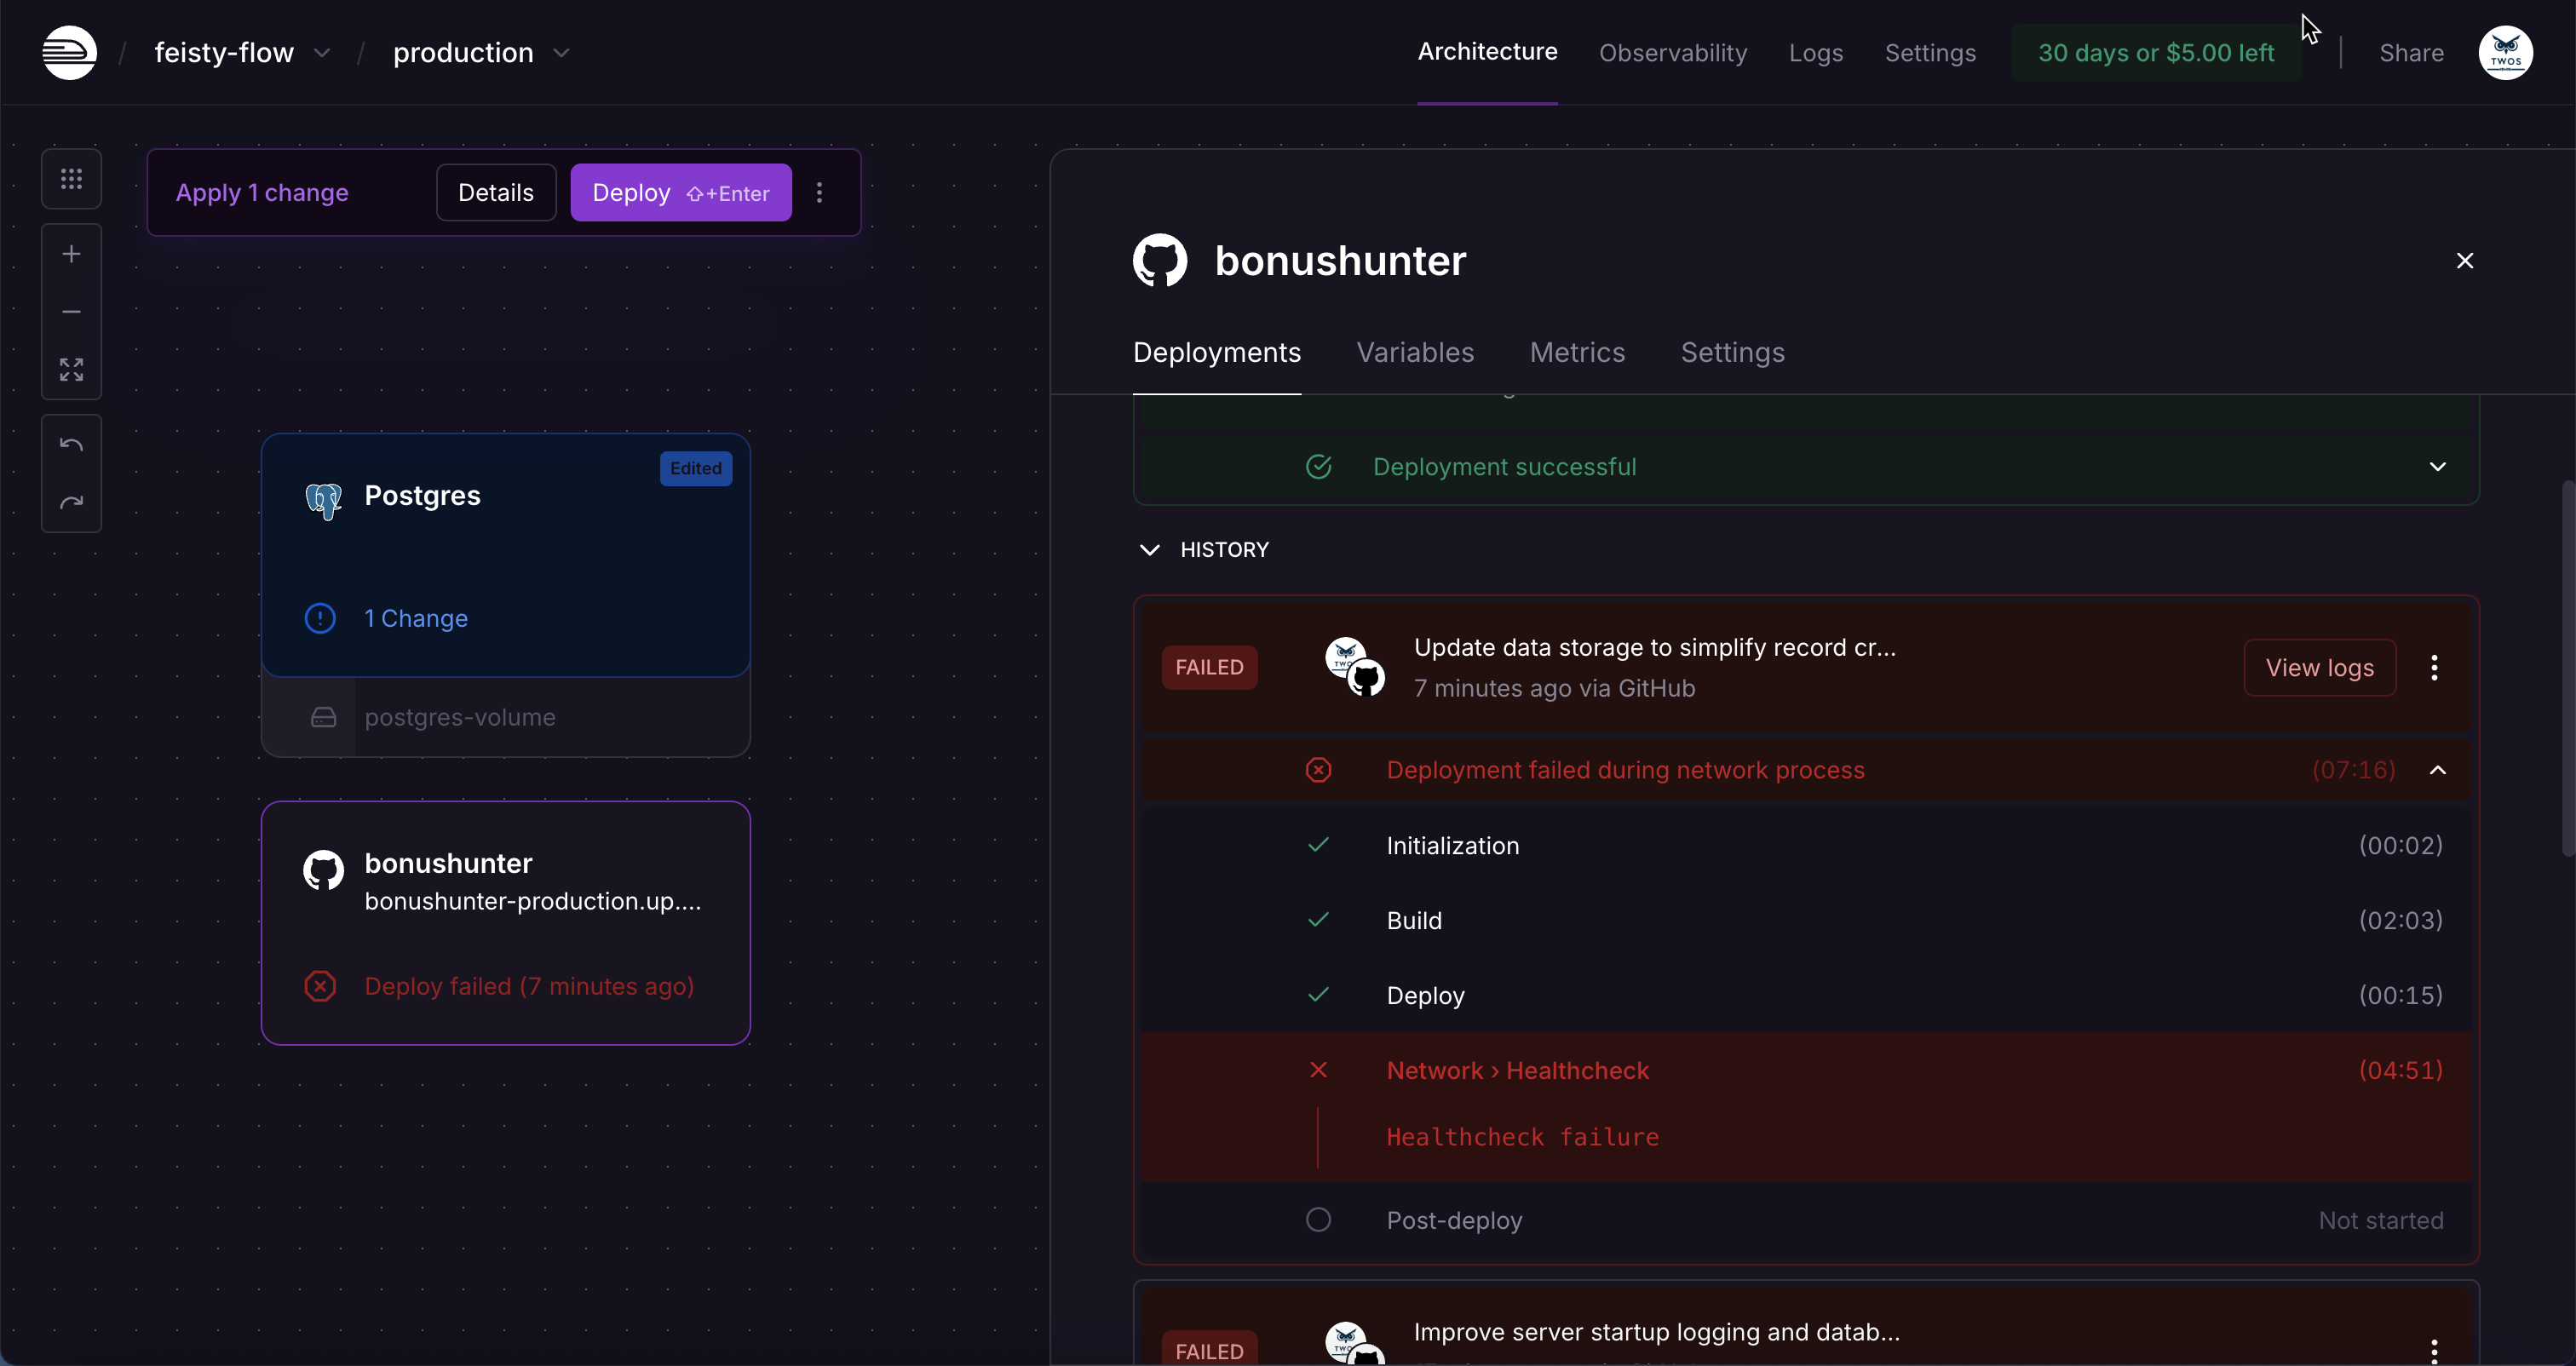 / feisty-flow / production
Architecture Observability Logs Settings 30 days or $5.00 left Share
TWOS
Apply 1 change Details Deploy ⇧+Enter
bonushunter
Deployments Variables Metrics Settings
Deployment successful
HISTORY
FAILED
Update data storage to simplify record cr...
7 minutes ago via GitHub
View logs
Deployment failed during network process (07:16)
Initialization (00:02)
Build (02:03)
Deploy (00:15)
Network › Healthcheck (04:51)
Healthcheck failure
Post-deploy Not started
FAILED
Improve server startup logging and datab...
Postgres
Edited
1 Change
postgres-volume
bonushunter
bonushunter-production.up....
Deploy failed (7 minutes ago)